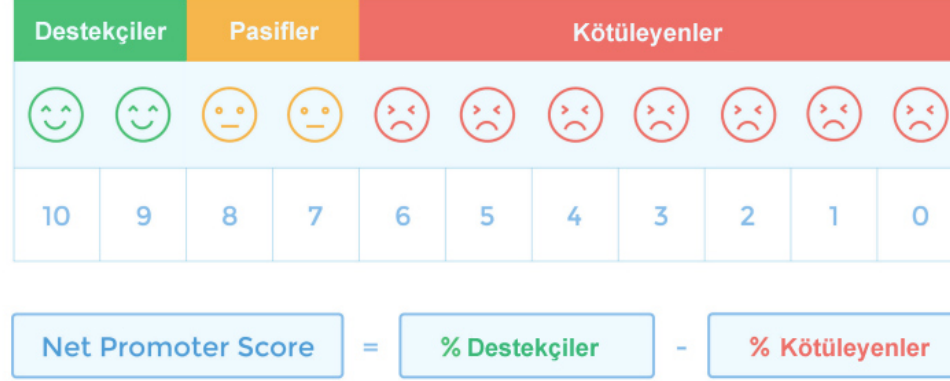 Destekçiler Pasifler Kötüleyenler
10 9 8 7 6 5 4 3 2 1 0
Net Promoter Score = % Destekçiler - % Kötüleyenler